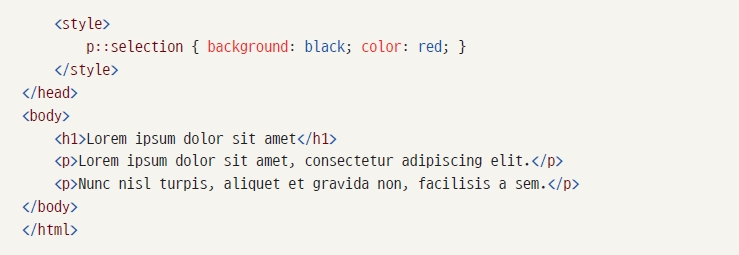 <style>
p::selection { background: black; color: red; }
</style>
</head>
<body>
<h1>Lorem ipsum dolor sit amet</h1>
<p>Lorem ipsum dolor sit amet, consectetur adipiscing elit.</p>
<p>Nunc nisl turpis, aliquet et gravida non, facilisis a sem.</p>
</body>
</html>